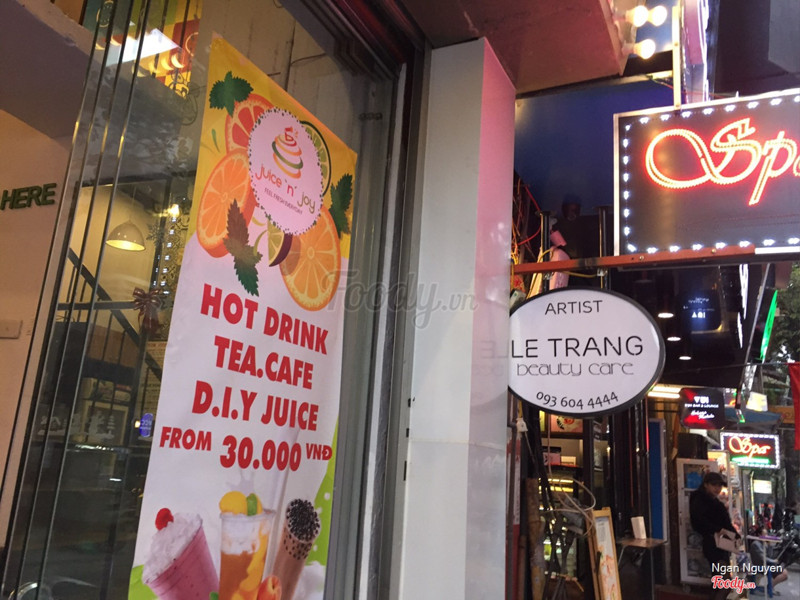 HERE
juice 'n' joy
HOT DRINK
TEA.CAFE
D.I.Y JUICE
FROM 30.000 VNĐ
Foody.vn
Spa
ARTIST
LE TRANG
beauty care
093 604 4444
Spa
Ngan Nguyen
Foody.vn